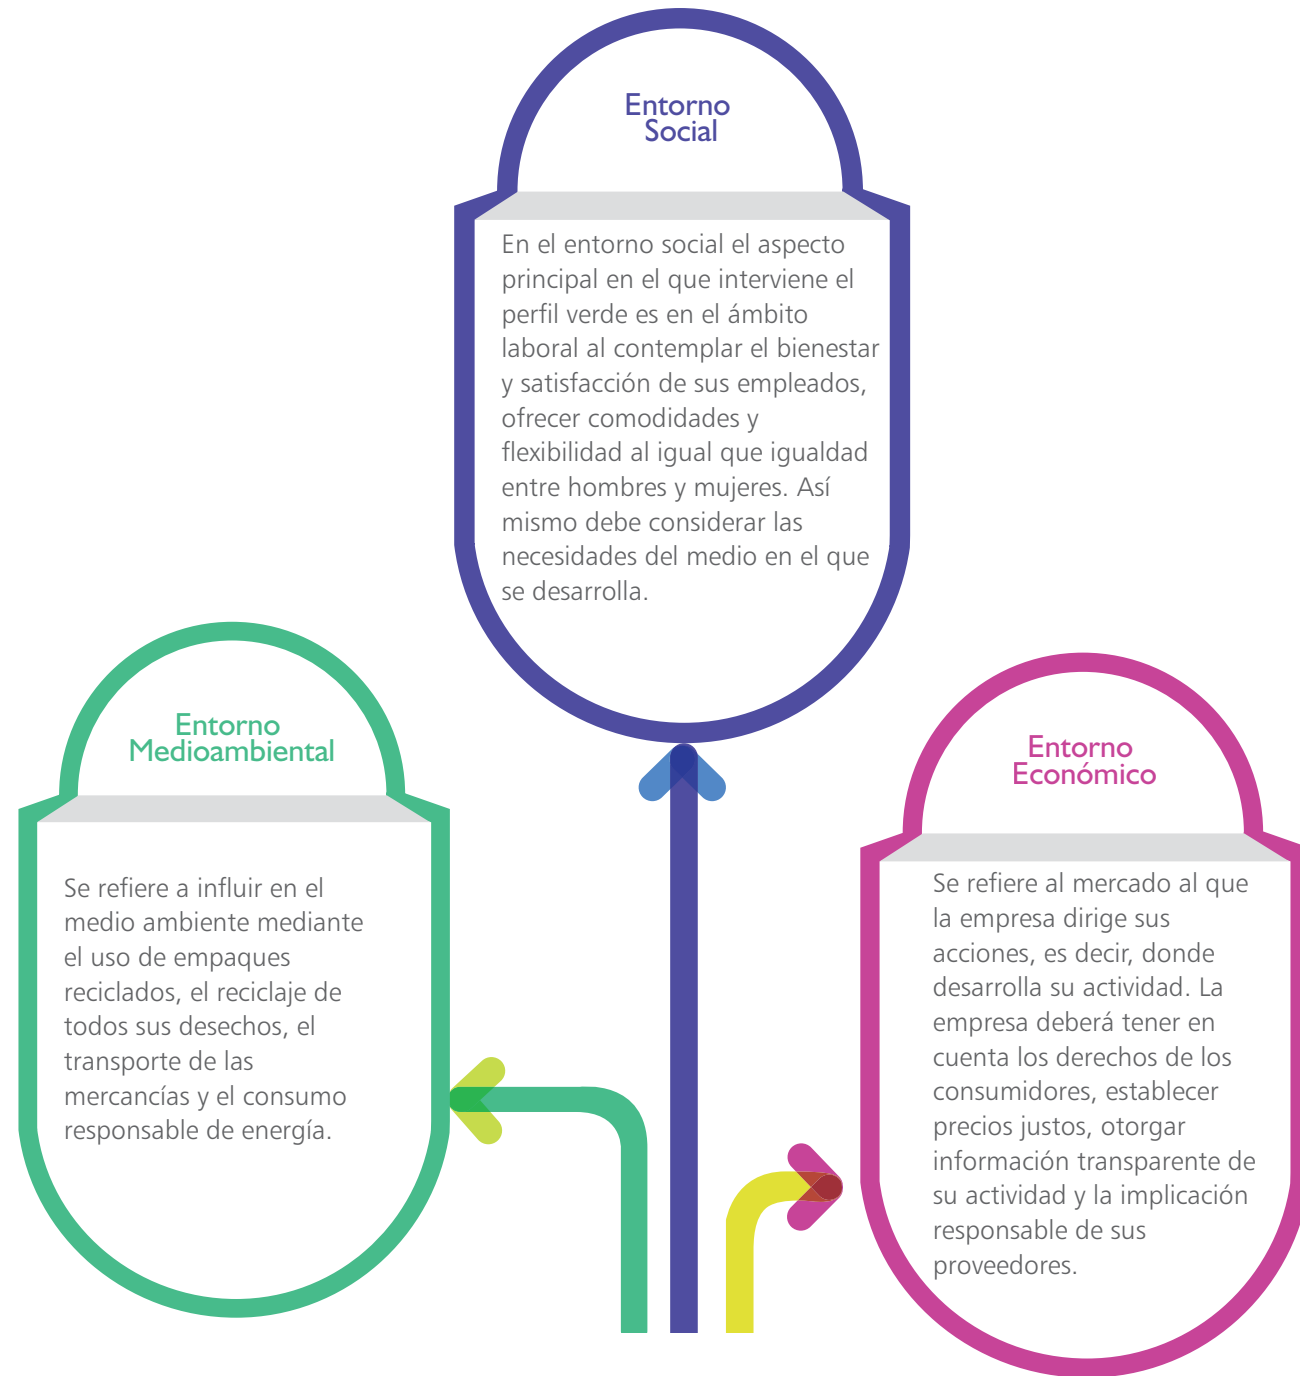 Entorno
Social
En el entorno social el aspecto
principal en el que interviene el
perfil verde es en el ámbito
laboral al contemplar el bienestar
y satisfacción de sus empleados,
ofrecer comodidades y
flexibilidad al igual que igualdad
entre hombres y mujeres. Así
mismo debe considerar las
necesidades del medio en el que
se desarrolla.
Entorno
Medioambiental
Se refiere a influir en el
medio ambiente mediante
el uso de empaques
reciclados, el reciclaje de
todos sus desechos, el
transporte de las
mercancías y el consumo
responsable de energía.
Entorno
Económico
Se refiere al mercado al que
la empresa dirige sus
acciones, es decir, donde
desarrolla su actividad. La
empresa deberá tener en
cuenta los derechos de los
consumidores, establecer
precios justos, otorgar
información transparente de
su actividad y la implicación
responsable de sus
proveedores.